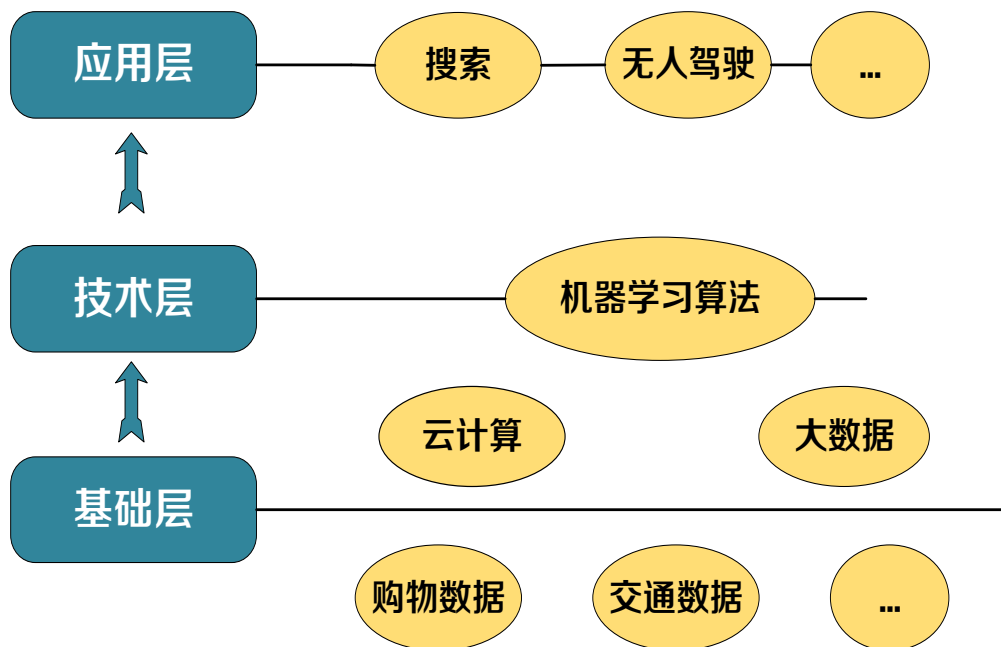 应用层
搜索
无人驾驶
...
技术层
机器学习算法
云计算
大数据
基础层
购物数据
交通数据
...